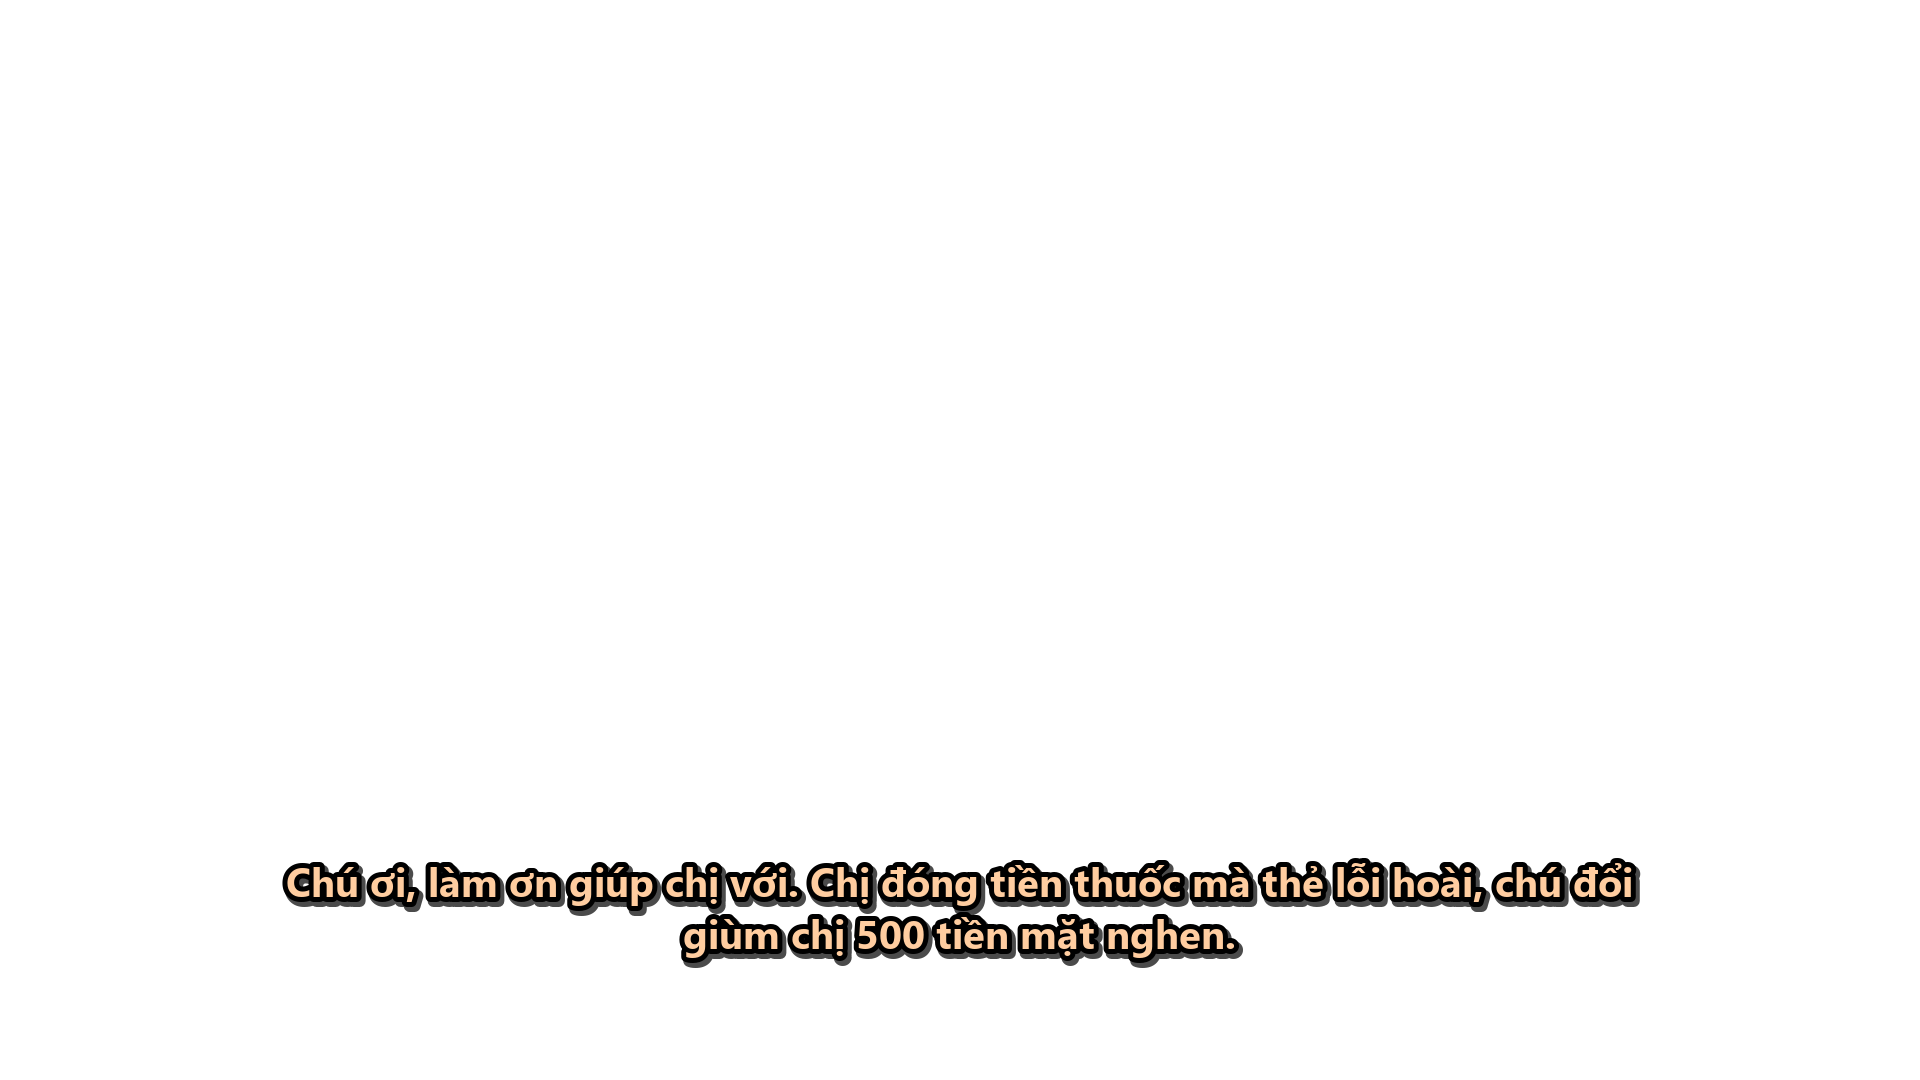 Chú ơi, làm ơn giúp chị với. Chị đóng tiền thuốc mà thẻ lỗi hoài, chú đổi
giùm chị 500 tiền mặt nghen.